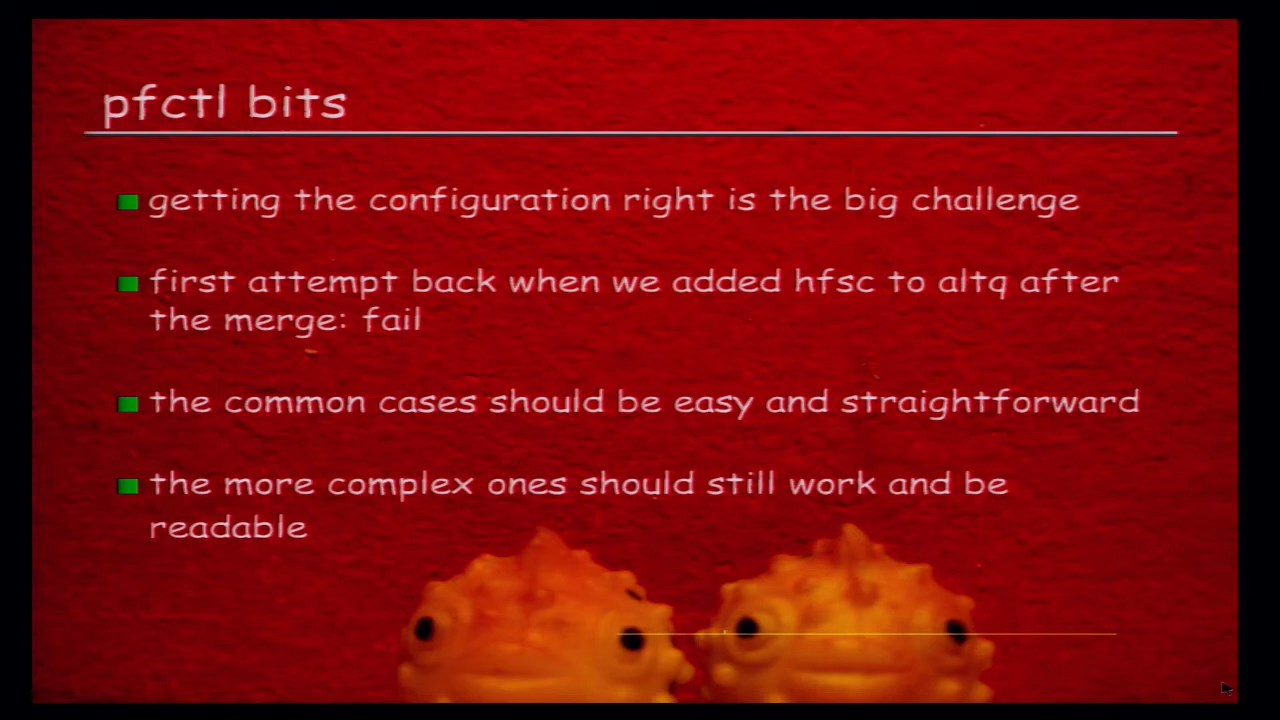 pfctl bits
getting the configuration right is the big challenge
first attempt back when we added hfsc to altq after
the merge: fail
the common cases should be easy and straightforward
the more complex ones should still work and be
readable